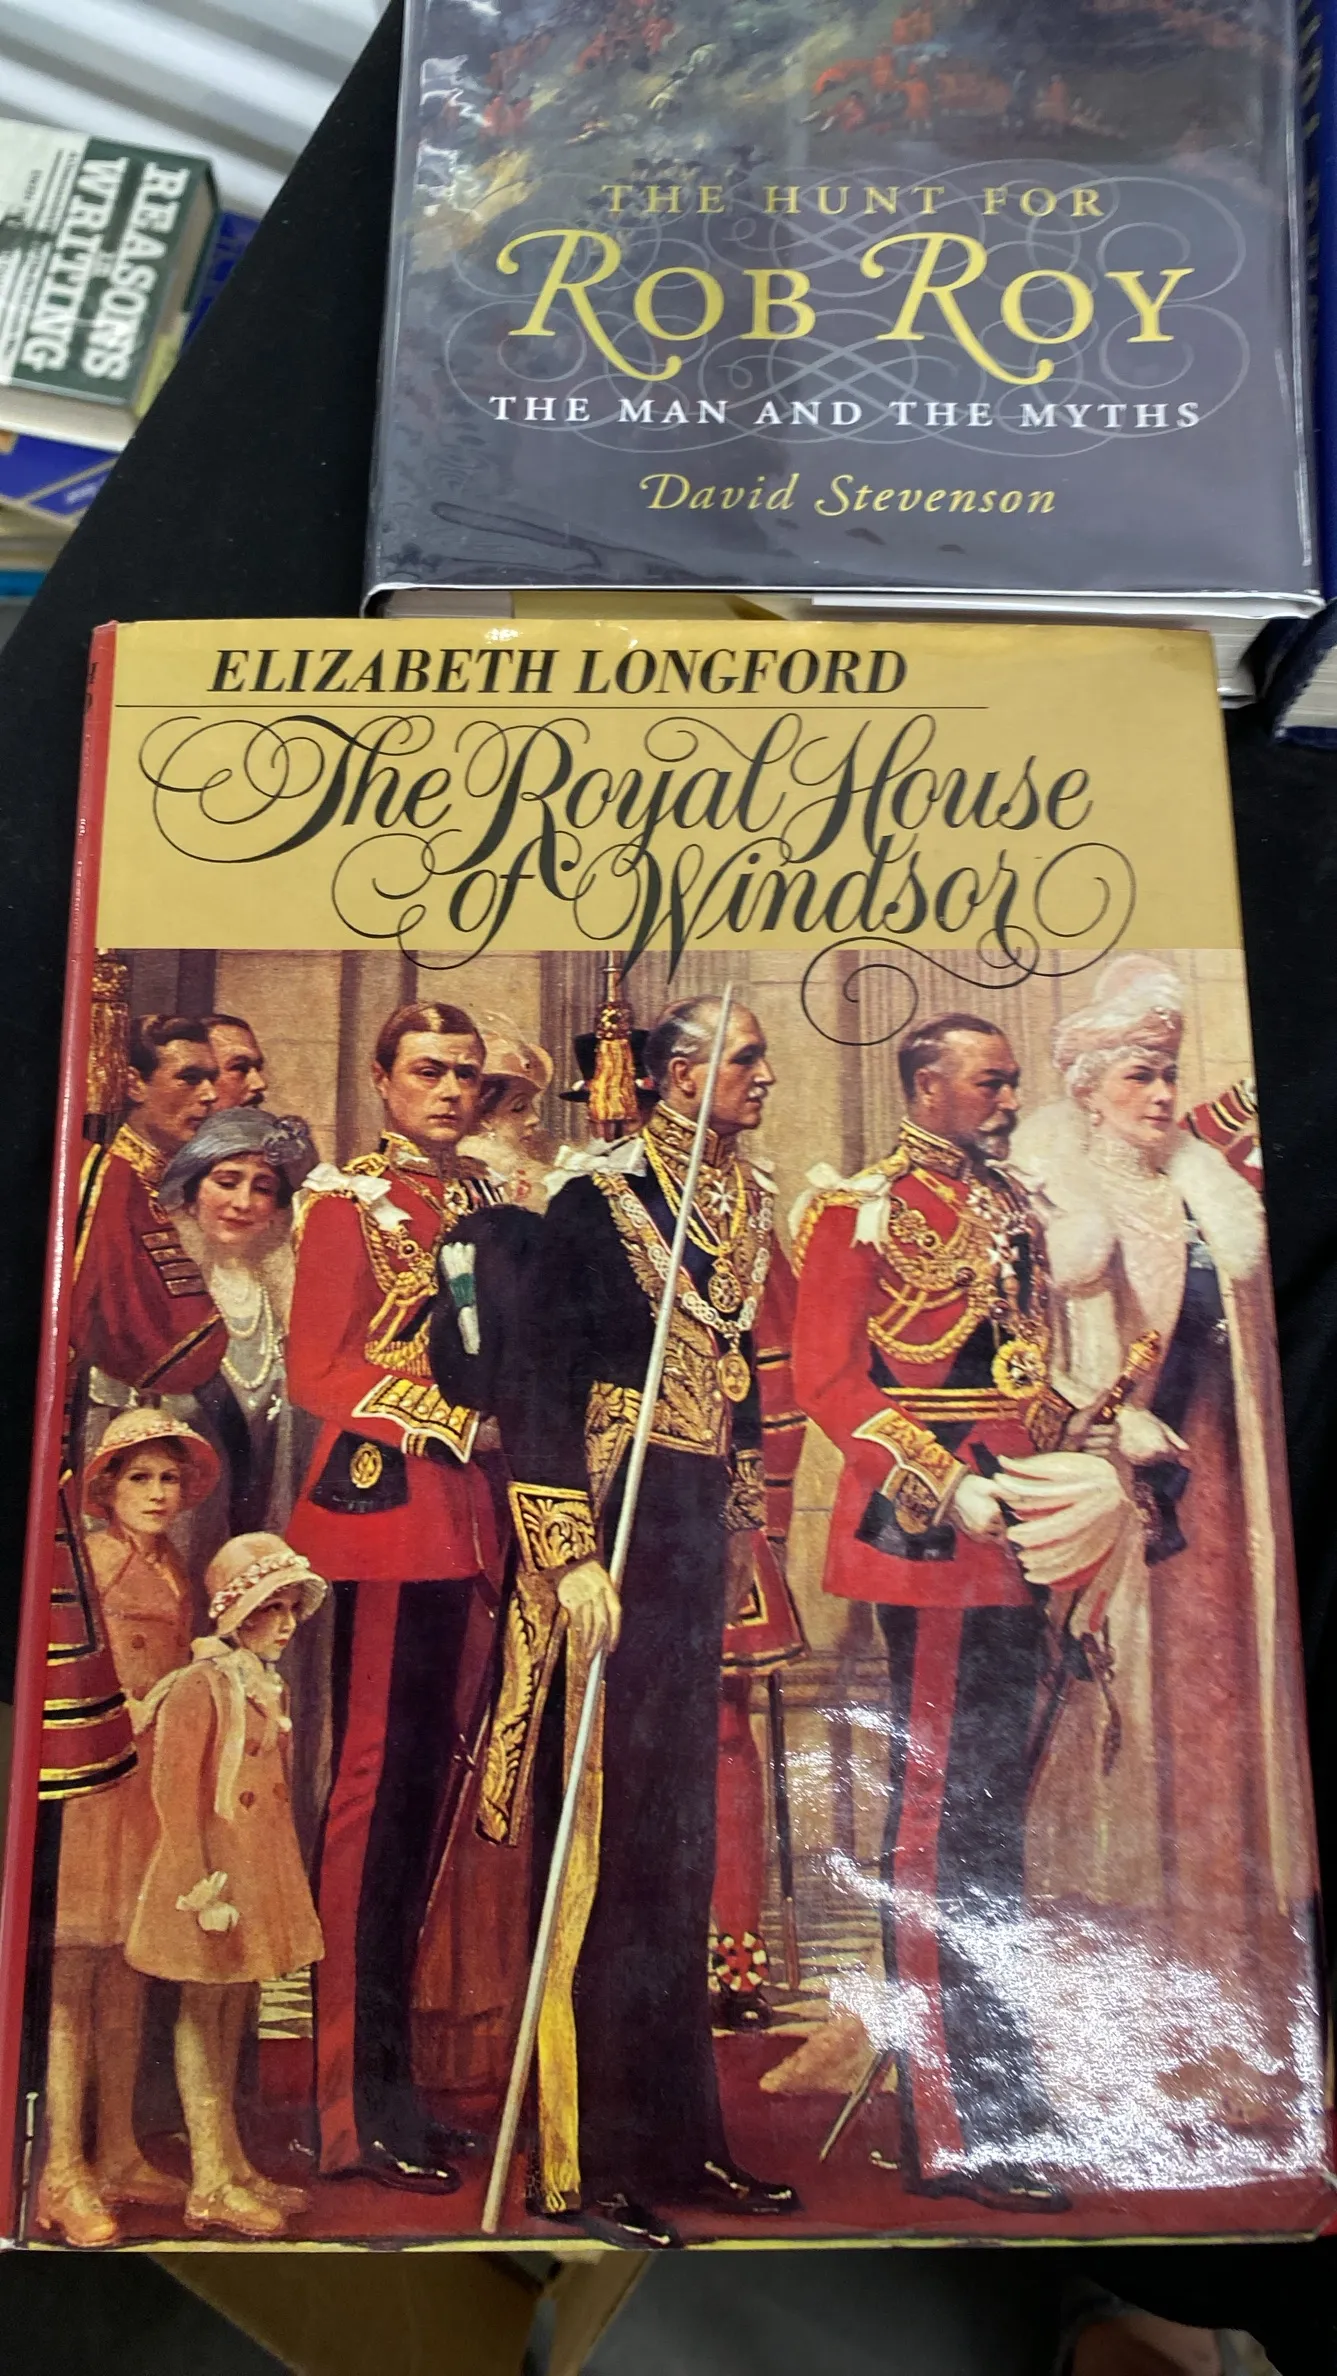 THE HUNT FOR
ROB ROY
THE MAN AND THE MYTHS
David Stevenson
REASONS
WRITING
ELIZABETH LONGFORD
The Royal House
of Windsor